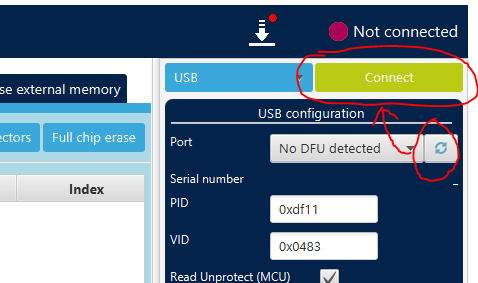 Not connected
se external memory
USB
Connect
ectors
Full chip erase
USB configuration
Port
No DFU detected
Index
Serial number
PID
0xdf11
VID
0x0483
Read Unprotect (MCU)